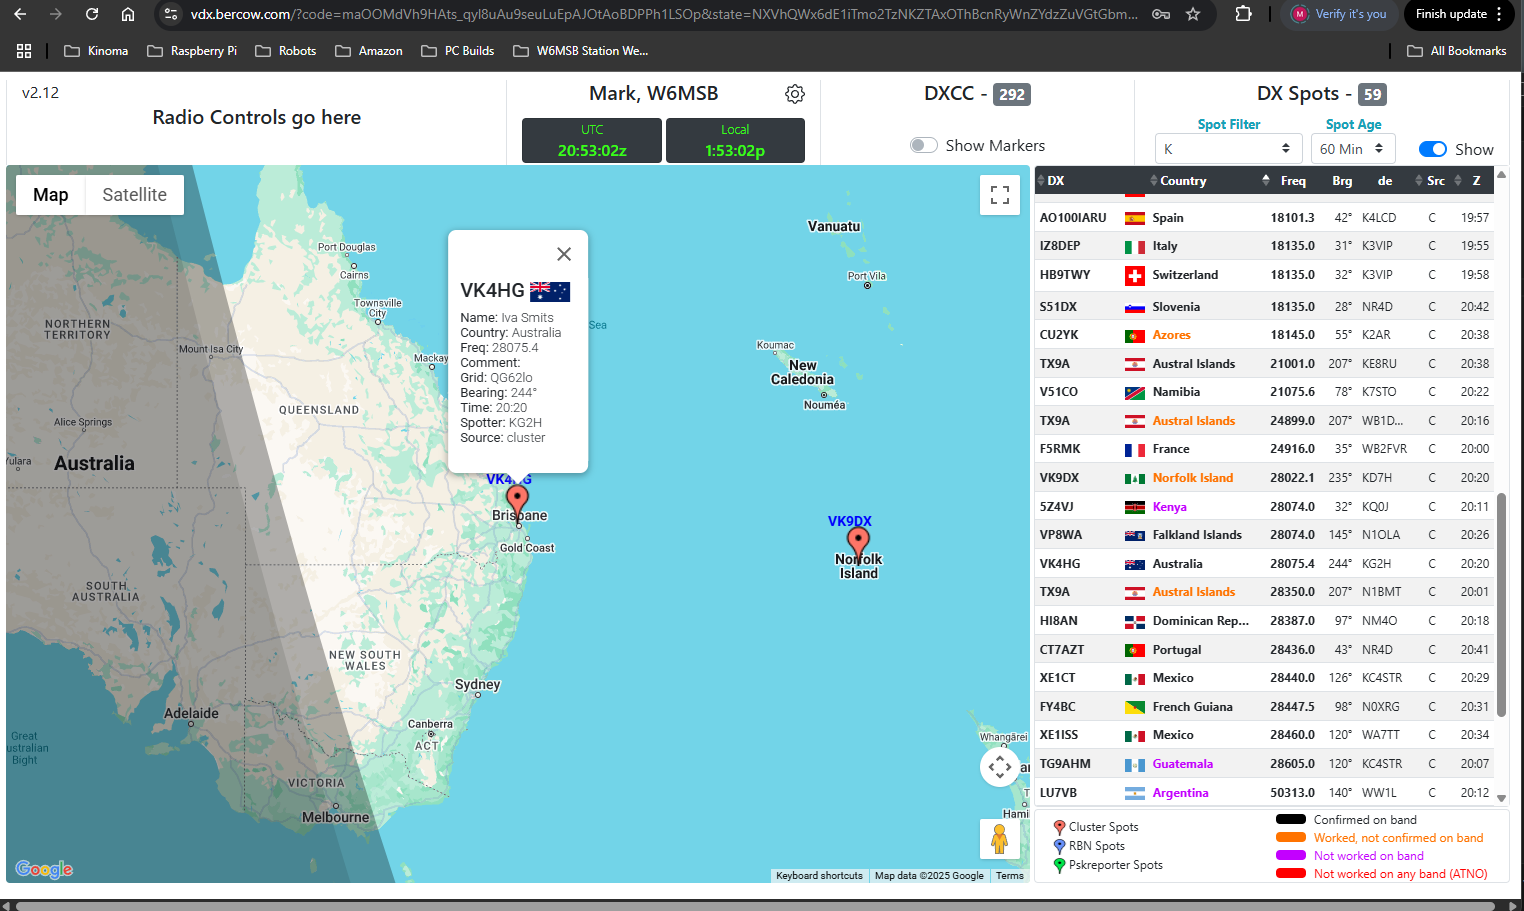 vdx.bercow.com/?code=maOOMdVh9HAts_qyl8uAu9seuLuEpAJOtAoBDPPh1LSOp&state=NXVhQWx6dE1iTmo2TzNKZTAxOThBcnRyWnZYdzZuVGtGbm...
Verify it's you
Finish update
Kinoma
Raspberry Pi
Robots
Amazon
PC Builds
W6MSB Station We...
All Bookmarks
v2.12
Radio Controls go here
Mark, W6MSB
UTC
20:53:02z
Local
1:53:02p
DXCC - 292
Show Markers
DX Spots - 59
Spot Filter
K
Spot Age
60 Min
Show
Map
Satellite
Port Douglas
Cairns
Townsville
City
NORTHERN
TERRITORY
Mount Isa City
Mackay
QUEENSLAND
Alice Springs
Yulara
Australia
SOUTH
AUSTRALIA
NEW SOUTH
WALES
Sydney
Adelaide
Canberra
ACT
Great
Australian
Bight
VICTORIA
Melbourne
Sea
Vanuatu
Port Vila
Koumac
New
Caledonia
Nouméa
VK4HG
Name: Iva Smits
Country: Australia
Freq: 28075.4
Comment:
Grid: QG62lo
Bearing: 244°
Time: 20:20
Spotter: KG2H
Source: cluster
VK4HG
Brisbane
Gold Coast
VK9DX
Norfolk
Island
Whangārei
Hami
Google
Keyboard shortcuts
Map data ©2025 Google
Terms
DX Country Freq Brg de Src Z
AO100IARU Spain 18101.3 42° K4LCD C 19:57
IZ8DEP Italy 18135.0 31° K3VIP C 19:55
HB9TWY Switzerland 18135.0 32° K3VIP C 19:58
S51DX Slovenia 18135.0 28° NR4D C 20:42
CU2YK Azores 18145.0 55° K2AR C 20:38
TX9A Austral Islands 21001.0 207° KE8RU C 20:38
V51CO Namibia 21075.6 78° K7STO C 20:22
TX9A Austral Islands 24899.0 207° WB1D... C 20:16
F5RMK France 24916.0 35° WB2FVR C 20:00
VK9DX Norfolk Island 28022.1 235° KD7H C 20:20
5Z4VJ Kenya 28074.0 32° KQ0J C 20:11
VP8WA Falkland Islands 28074.0 145° N1OLA C 20:26
VK4HG Australia 28075.4 244° KG2H C 20:20
TX9A Austral Islands 28350.0 207° N1BMT C 20:01
HI8AN Dominican Rep... 28387.0 97° NM4O C 20:18
CT7AZT Portugal 28436.0 43° NR4D C 20:41
XE1CT Mexico 28440.0 126° KC4STR C 20:29
FY4BC French Guiana 28447.5 98° N0XRG C 20:31
XE1ISS Mexico 28460.0 120° WA7TT C 20:34
TG9AHM Guatemala 28605.0 120° KC4STR C 20:07
LU7VB Argentina 50313.0 140° WW1L C 20:12
Cluster Spots
RBN Spots
Pskreporter Spots
Confirmed on band
Worked, not confirmed on band
Not worked on band
Not worked on any band (ATNO)